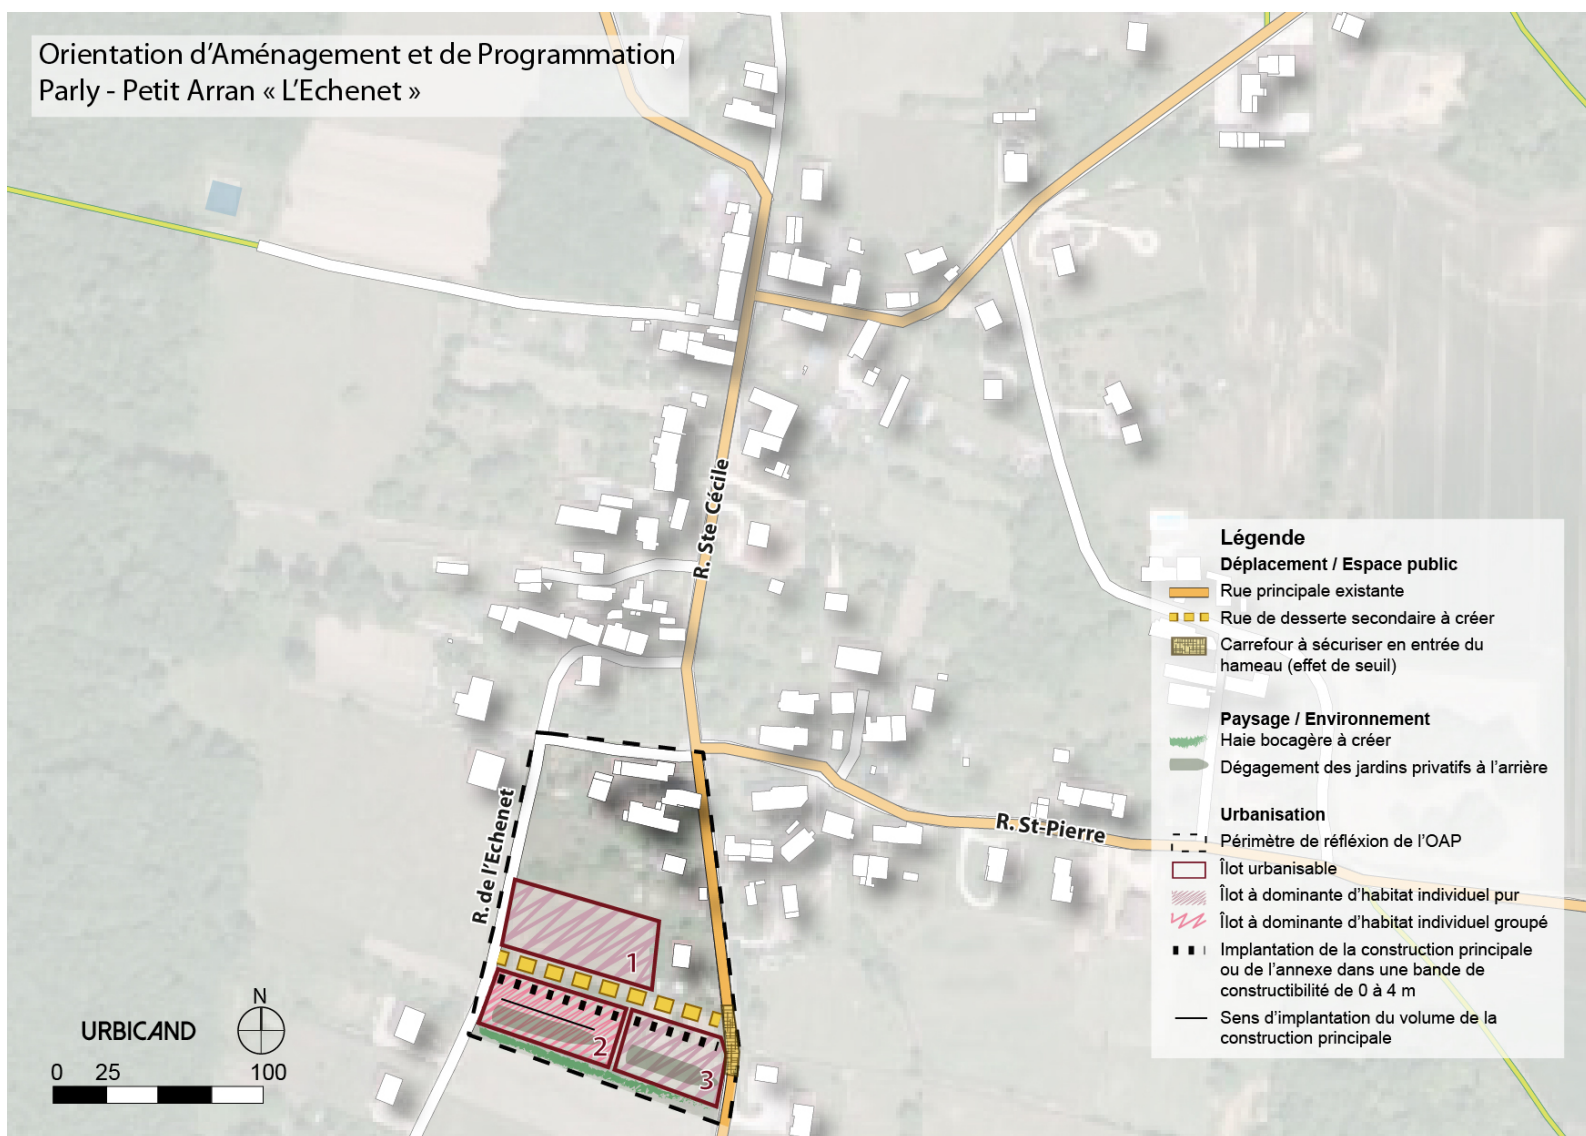 Orientation d'Aménagement et de Programmation
Parly - Petit Arran « L'Echenet »
R. Ste Cécile
R. St-Pierre
R. de l'Echenet
1
2
3
Légende
Déplacement / Espace public
Rue principale existante
Rue de desserte secondaire à créer
Carrefour à sécuriser en entrée du
hameau (effet de seuil)
Paysage / Environnement
Haie bocagère à créer
Dégagement des jardins privatifs à l'arrière
Urbanisation
Périmètre de réfléxion de l'OAP
Îlot urbanisable
Îlot à dominante d'habitat individuel pur
Îlot à dominante d'habitat individuel groupé
Implantation de la construction principale
ou de l'annexe dans une bande de
constructibilité de 0 à 4 m
Sens d'implantation du volume de la
construction principale
URBICAND
N
0 25 100